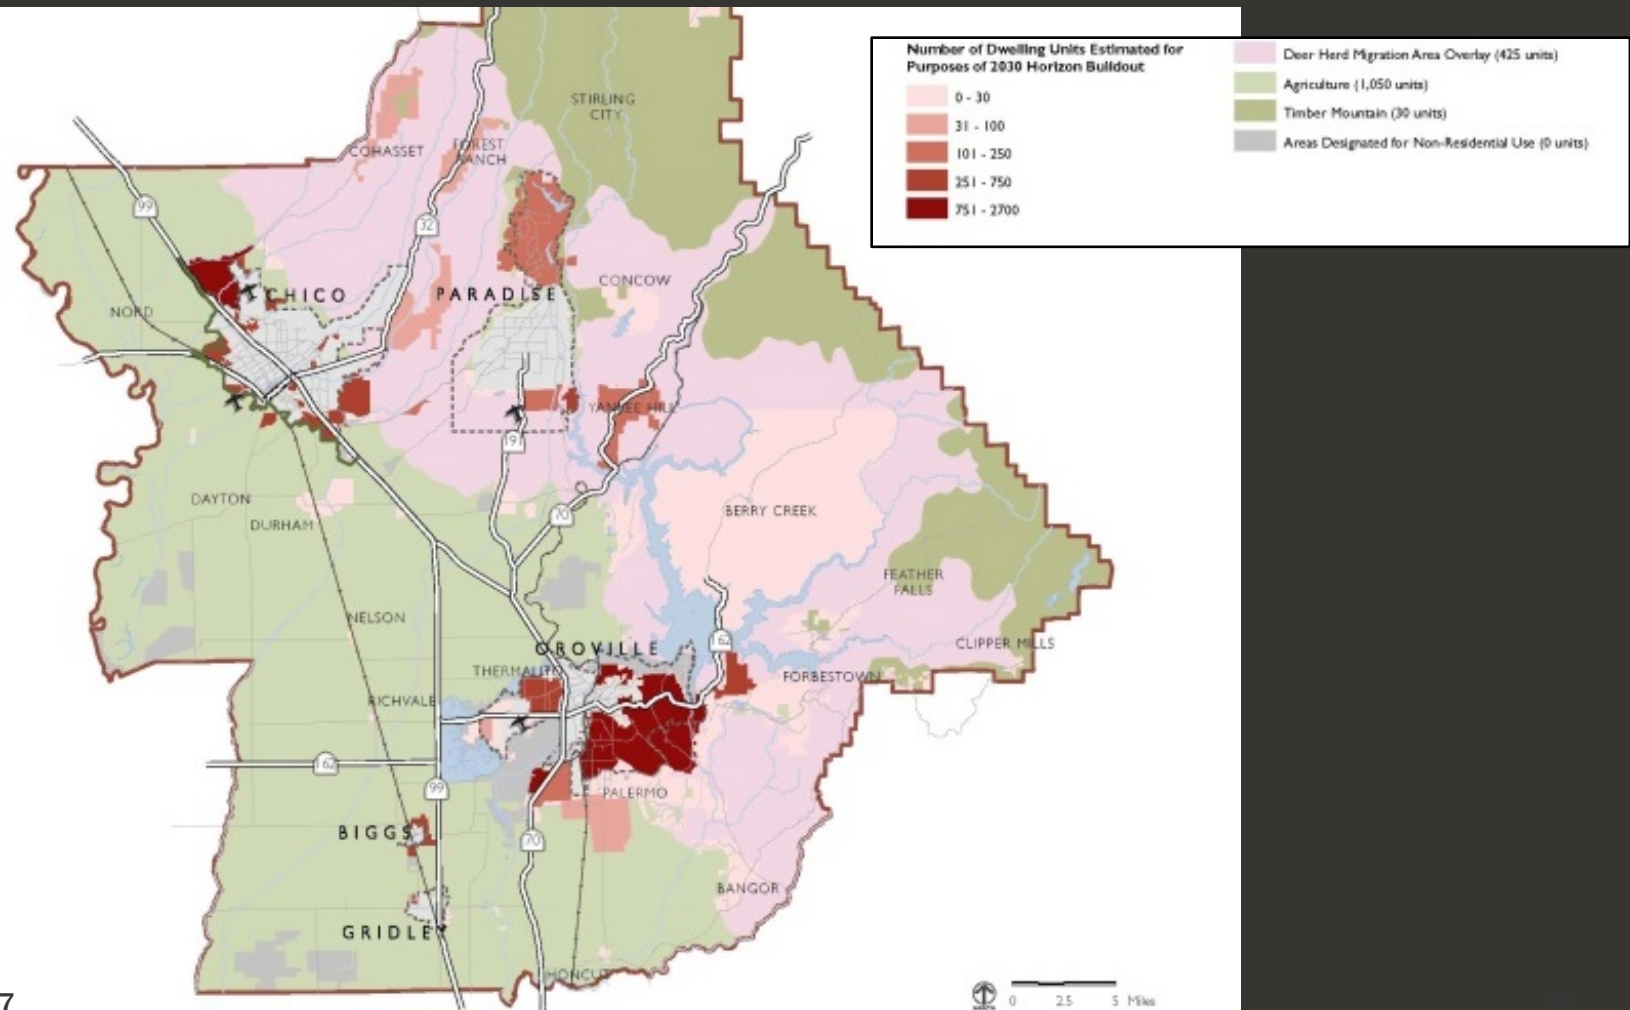 Number of Dwelling Units Estimated for
Purposes of 2030 Horizon Buildout
0 - 30
31 - 100
101 - 250
251 - 750
751 - 2700
Deer Herd Migration Area Overlay (425 units)
Agriculture (1,050 units)
Timber Mountain (30 units)
Areas Designated for Non-Residential Use (0 units)
STIRLING
CITY
COHASSET
FOREST
RANCH
99
32
CONCOW
CHICO
PARADISE
NORD
YANKEE HILL
191
DAYTON
DURHAM
70
BERRY CREEK
FEATHER
FALLS
NELSON
162
CLIPPER MILLS
OROVILLE
THERMALITO
FORBESTOWN
RICHVALE
162
99
PALERMO
BIGGS
70
BANGOR
GRIDLEY
HONCUT
0 2.5 5 Miles
7